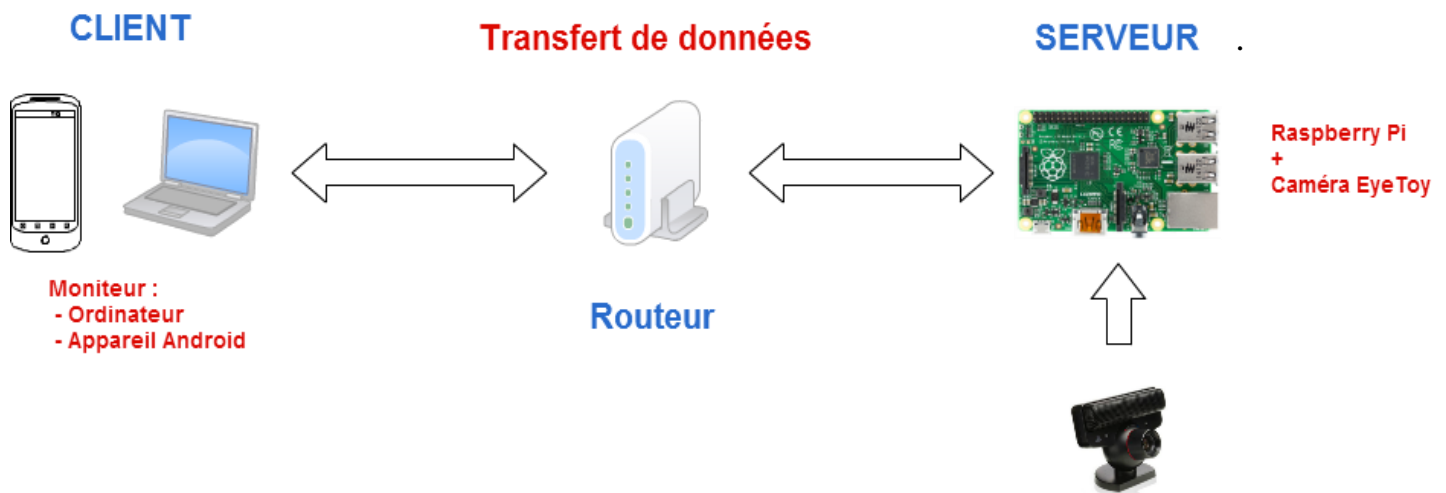 CLIENT
Transfert de données
SERVEUR .
Raspberry Pi
+
Caméra EyeToy
Moniteur :
- Ordinateur
- Appareil Android
Routeur